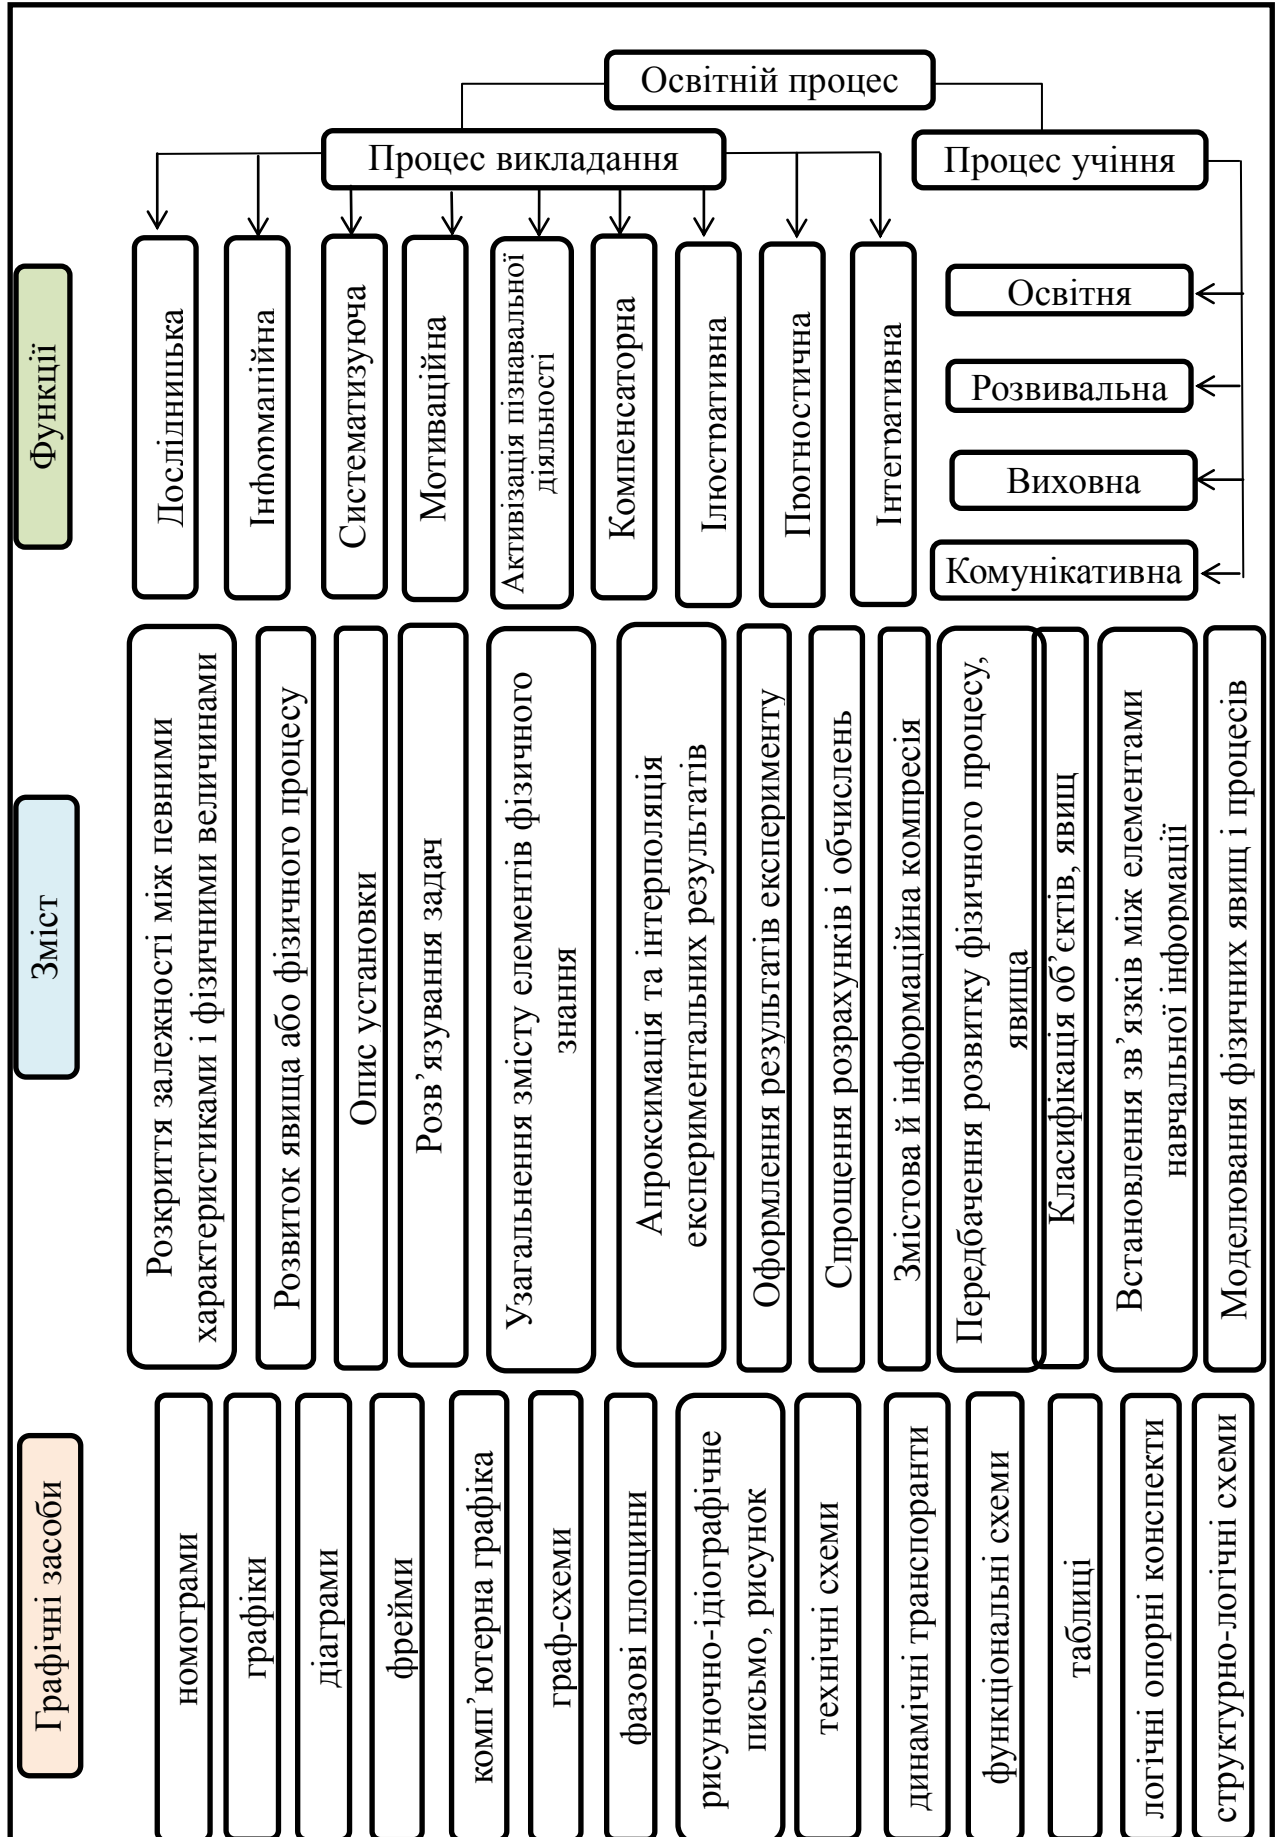 Освітній процес
Процес викладання
Процес учіння
Функції
Дослідницька
Інформаційна
Систематизуюча
Мотиваційна
Активізація пізнавальної
діяльності
Компенсаторна
Ілюстративна
Прогностична
Інтегративна
Освітня
Розвивальна
Виховна
Комунікативна
Зміст
Розкриття залежності між певними
характеристиками і фізичними величинами
Розвиток явища або фізичного процесу
Опис установки
Розв’язування задач
Узагальнення змісту елементів фізичного
знання
Апроксимація та інтерполяція
експериментальних результатів
Оформлення результатів експерименту
Спрощення розрахунків і обчислень
Змістова й інформаційна компресія
Передбачення розвитку фізичного процесу,
явища
Класифікація об’єктів, явищ
Встановлення зв’язків між елементами
навчальної інформації
Моделювання фізичних явищ і процесів
Графічні засоби
номограми
графіки
діаграми
фрейми
комп’ютерна графіка
граф-схеми
фазові площини
рисуночно-ідіографічне
письмо, рисунок
технічні схеми
динамічні транспоранти
функціональні схеми
таблиці
логічні опорні конспекти
структурно-логічні схеми